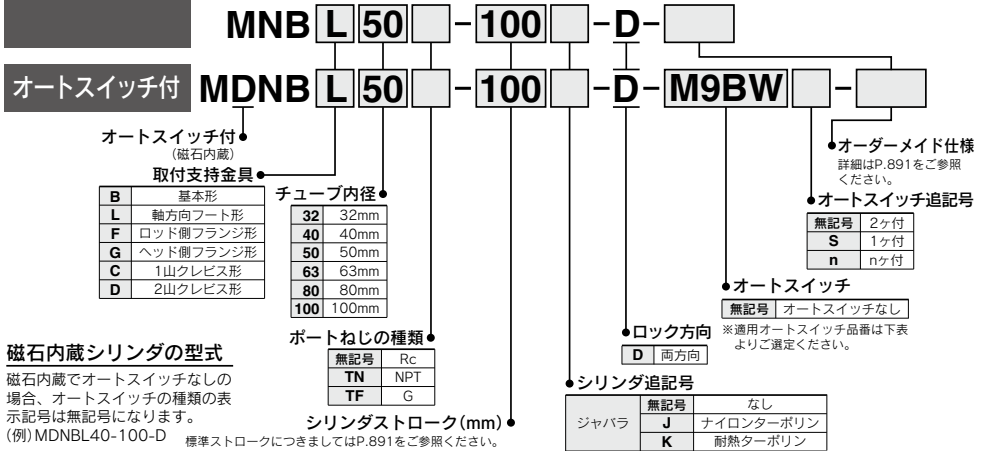 MNB L 50 - 100 - D -
オートスイッチ付 MDNB L 50 - 100 - D - M9BW -
オートスイッチ付
(磁石内蔵)
取付支持金具
B 基本形
L 軸方向フート形
F ロッド側フランジ形
G ヘッド側フランジ形
C 1山クレビス形
D 2山クレビス形
チューブ内径
32 32mm
40 40mm
50 50mm
63 63mm
80 80mm
100 100mm
ポートねじの種類
無記号 Rc
TN NPT
TF G
シリンダストローク(mm)
標準ストロークにつきましてはP.891をご参照ください。
オーダーメイド仕様
詳細はP.891をご参照
ください。
オートスイッチ追記号
無記号 2ヶ付
S 1ヶ付
n nヶ付
オートスイッチ
無記号 オートスイッチなし
※適用オートスイッチ品番は下表
よりご選定ください。
ロック方向
D 両方向
シリンダ追記号
ジャバラ
無記号 なし
J ナイロンターポリン
K 耐熱ターポリン
磁石内蔵シリンダの型式
磁石内蔵でオートスイッチなしの
場合、オートスイッチの種類の表
示記号は無記号になります。
(例)MDNBL40-100-D